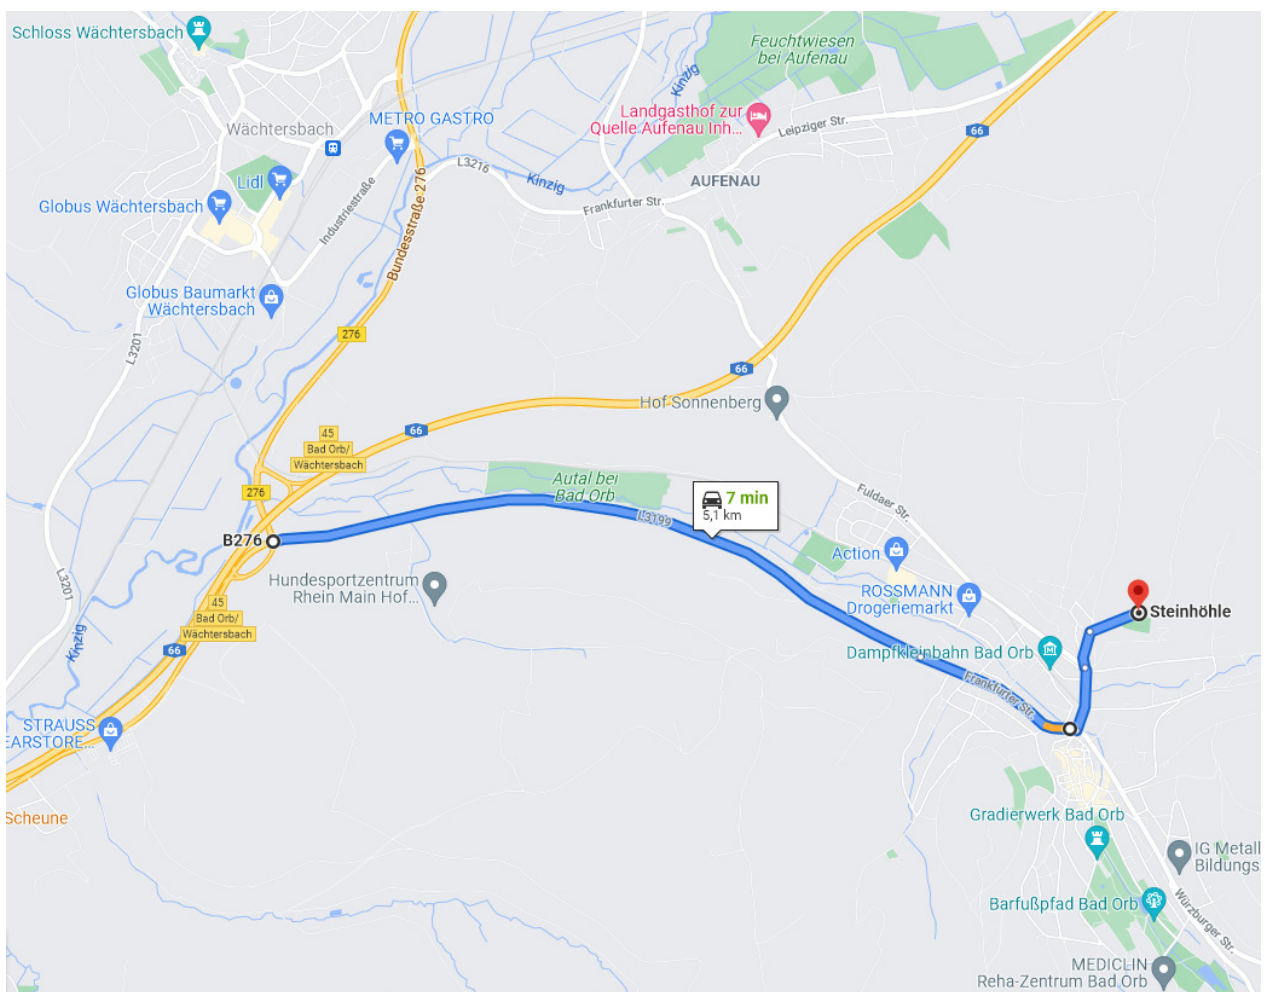 Schloss Wächtersbach
Feuchtwiesen
bei Aufenau
Kinzig
METRO GASTRO
Landgasthof zur
Quelle Aufenau Inh...
Leipziger Str.
66
Wächtersbach
L3216
Kinzig
AUFENAU
Lidl
Industriestraße
Bundesstraße 276
Frankfurter Str.
Globus Wächtersbach
Globus Baumarkt
Wächtersbach
276
L3201
66
Hof Sonnenberg
45
Bad Orb/
Wächtersbach
66
276
Autal bei
Bad Orb
7 min
5,1 km
L3199
Fuldaer Str.
B276
Action
Hundesportzentrum
Rhein Main Hof...
L3201
ROSSMANN
Drogeriemarkt
45
Bad Orb/
Wächtersbach
Steinhöhle
Kinzig
66
Dampfkleinbahn Bad Orb
Frankfurter Str.
STRAUSS
EARSTORE...
Scheune
Gradierwerk Bad Orb
IG Metall
Bildungs
Barfußpfad Bad Orb
Würzburger Str.
MEDICLIN
Reha-Zentrum Bad Orb